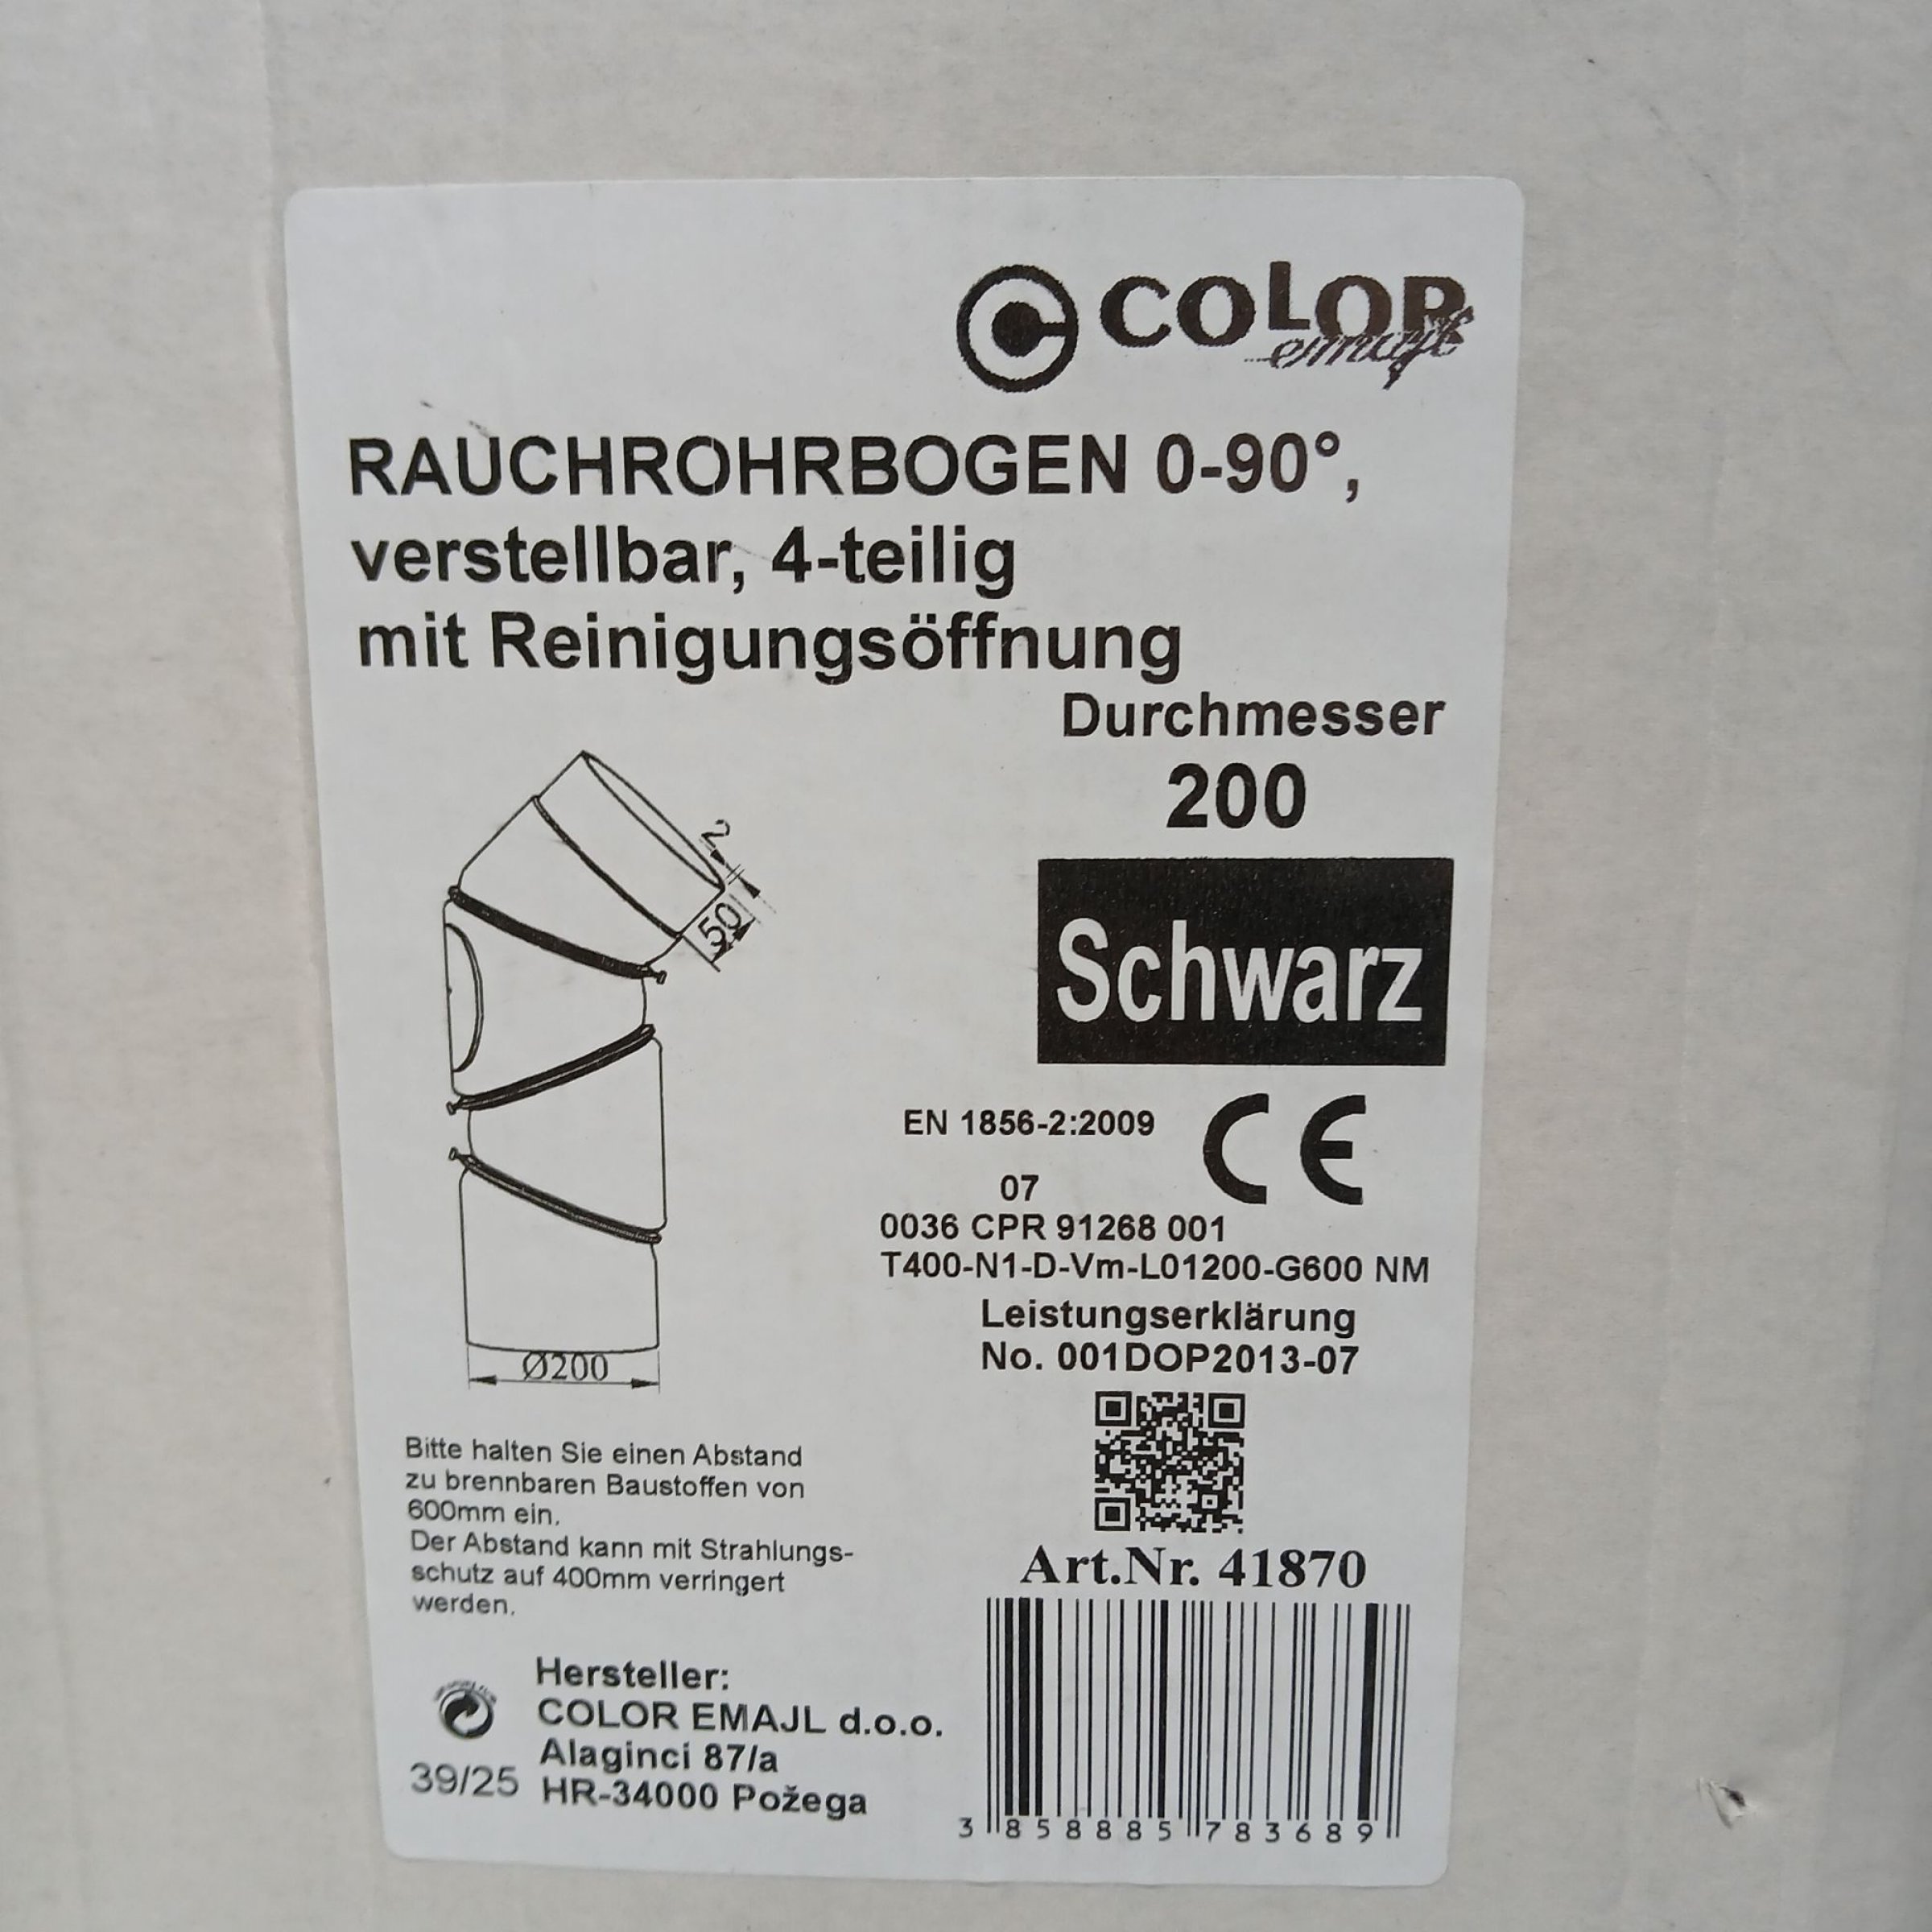 COLOR
emajl
RAUCHROHRBOGEN 0-90°,
verstellbar, 4-teilig
mit Reinigungsöffnung
Durchmesser
200
2
50
Ø200
Schwarz
EN 1856-2:2009
CE
07
0036 CPR 91268 001
T400-N1-D-Vm-L01200-G600 NM
Leistungserklärung
No. 001DOP2013-07
Bitte halten Sie einen Abstand
zu brennbaren Baustoffen von
600mm ein.
Der Abstand kann mit Strahlungs-
schutz auf 400mm verringert
werden.
Art.Nr. 41870
Hersteller:
COLOR EMAJL d.o.o.
Alaginci 87/a
HR-34000 Požega
39/25
3 858885 783689